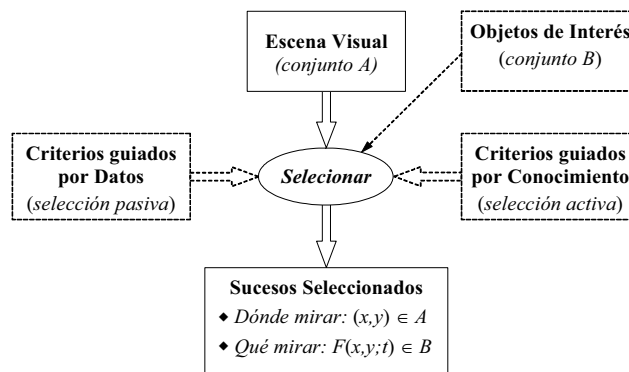 Escena Visual
(conjunto A)
Objetos de Interés
(conjunto B)
Criterios guiados
por Datos
(selección pasiva)
Selecionar
Criterios guiados
por Conocimiento
(selección activa)
Sucesos Seleccionados
◆ Dónde mirar: (x,y) ∈ A
◆ Qué mirar: F(x,y;t) ∈ B